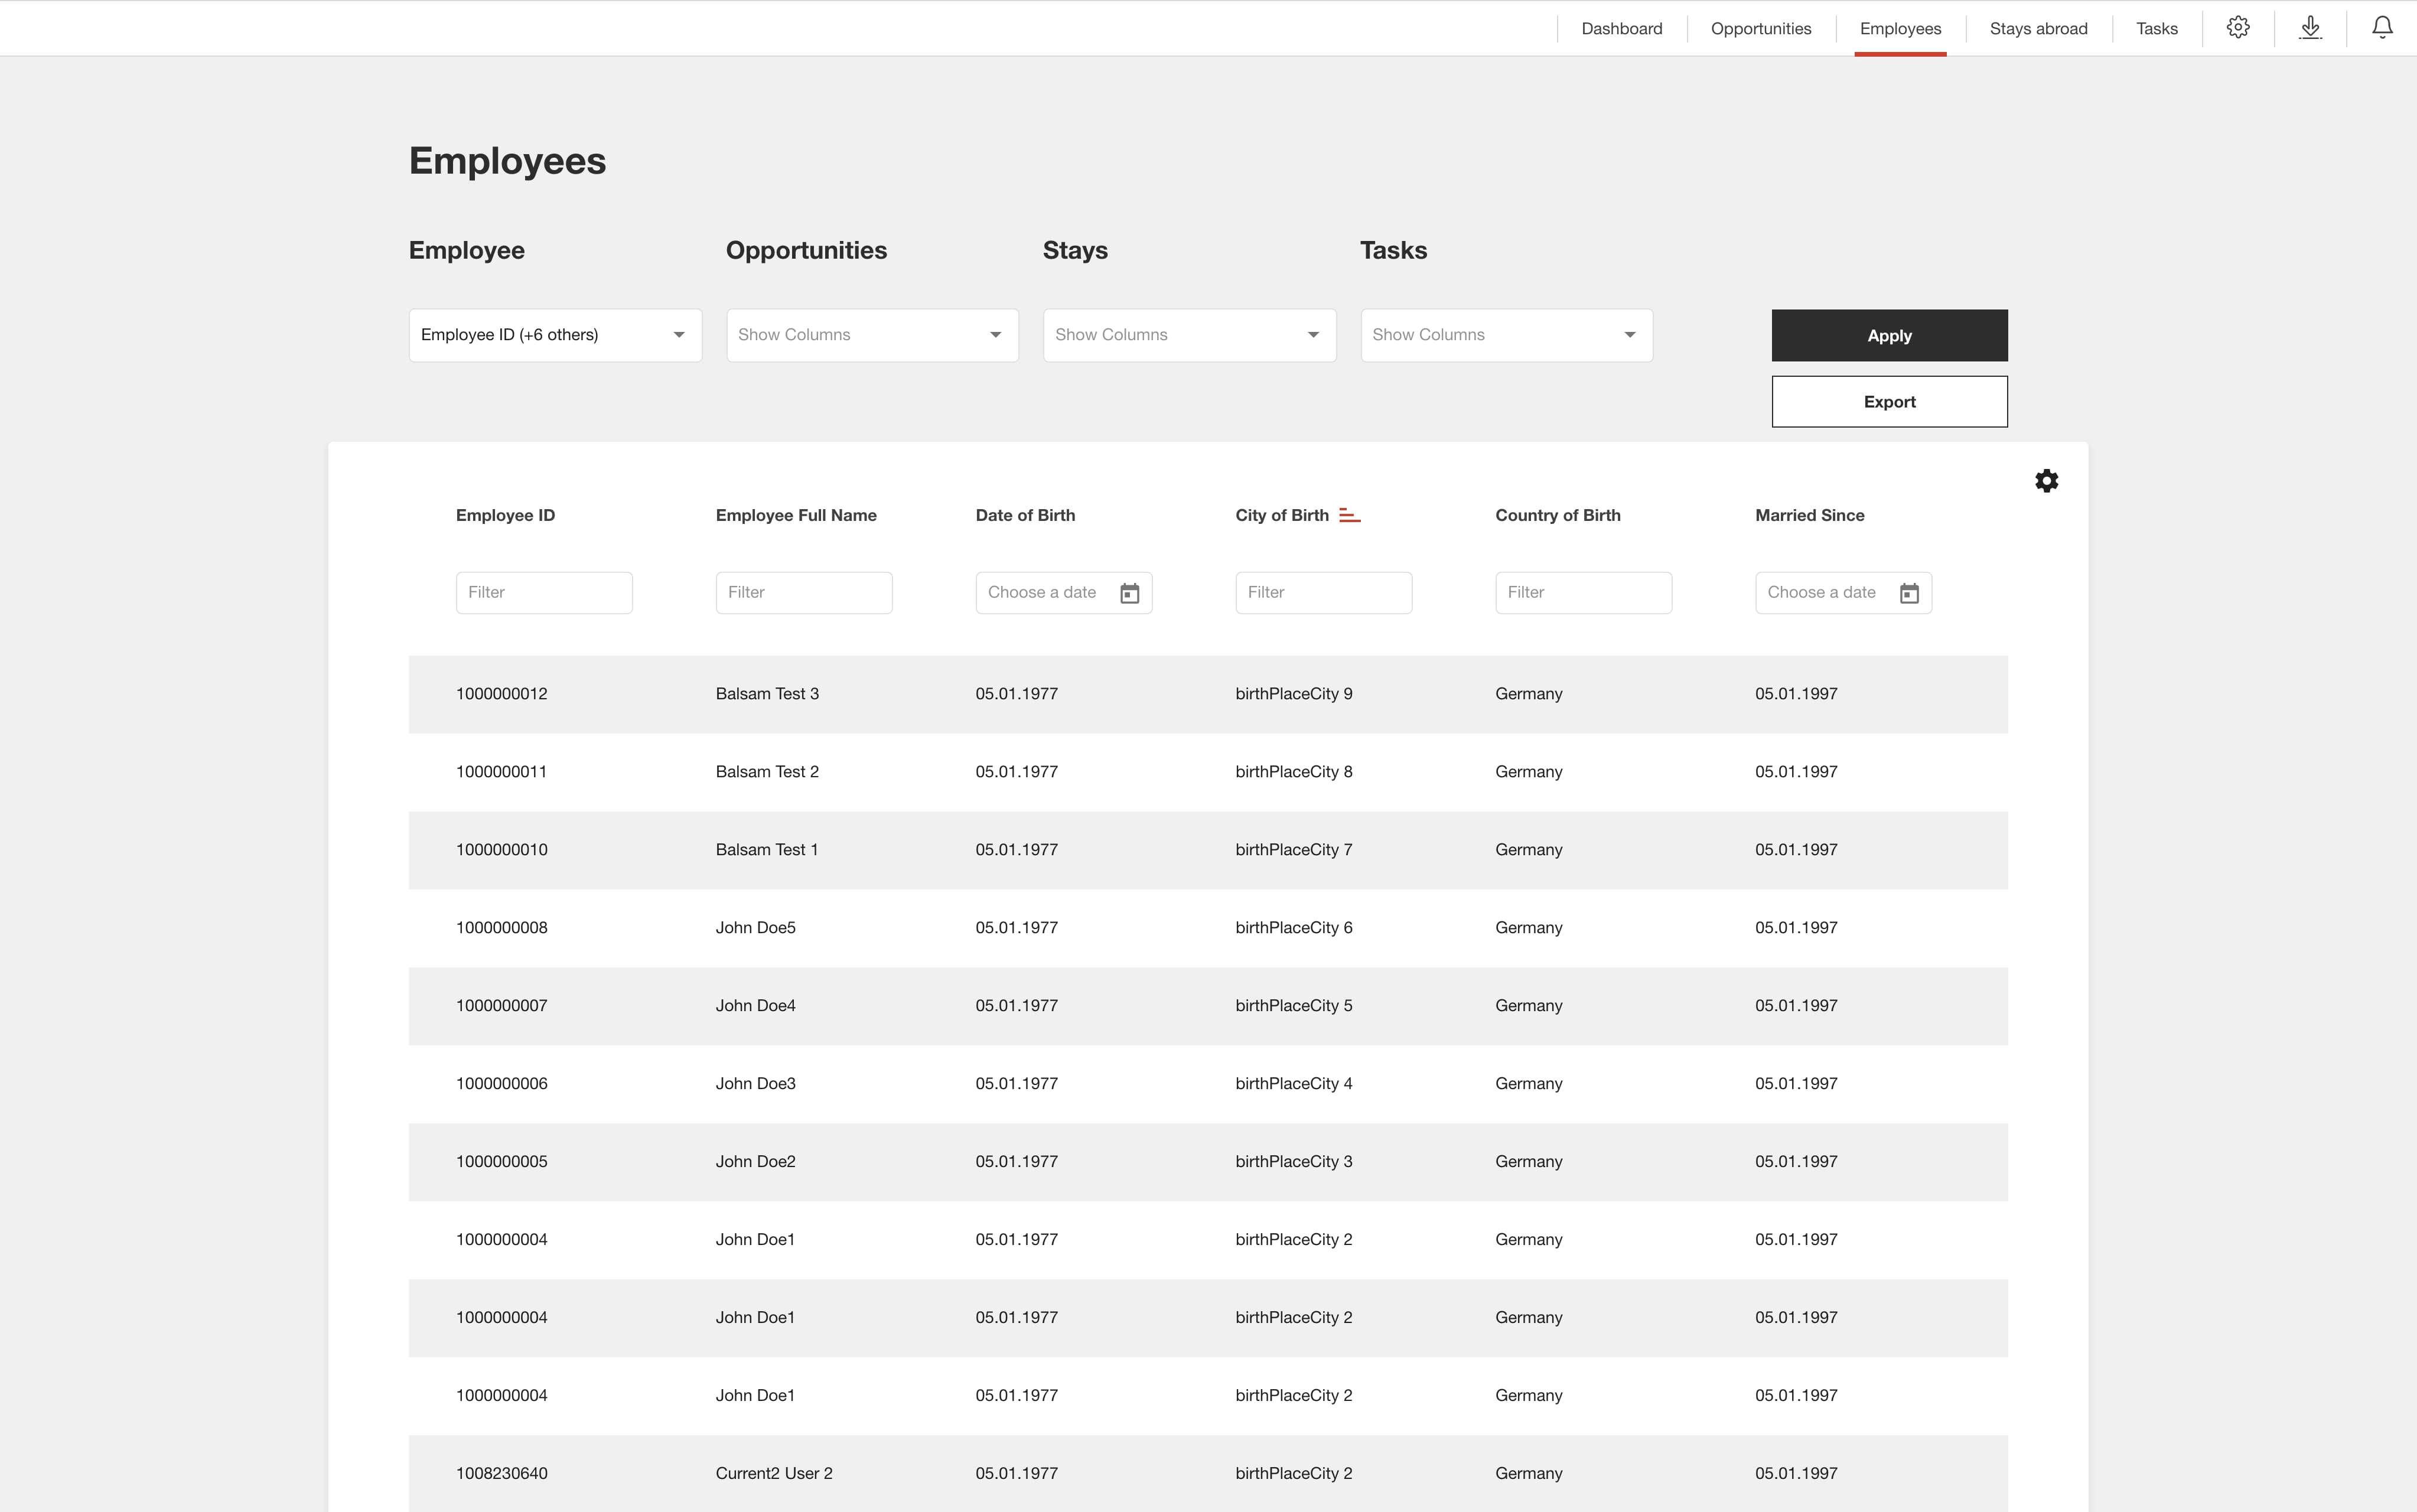 Dashboard Opportunities Employees Stays abroad Tasks
Employees
Employee Opportunities Stays Tasks
Employee ID (+6 others) Show Columns Show Columns Show Columns Apply
Export
Employee ID Employee Full Name Date of Birth City of Birth Country of Birth Married Since
Filter Filter Choose a date Filter Filter Choose a date
1000000012 Balsam Test 3 05.01.1977 birthPlaceCity 9 Germany 05.01.1997
1000000011 Balsam Test 2 05.01.1977 birthPlaceCity 8 Germany 05.01.1997
1000000010 Balsam Test 1 05.01.1977 birthPlaceCity 7 Germany 05.01.1997
1000000008 John Doe5 05.01.1977 birthPlaceCity 6 Germany 05.01.1997
1000000007 John Doe4 05.01.1977 birthPlaceCity 5 Germany 05.01.1997
1000000006 John Doe3 05.01.1977 birthPlaceCity 4 Germany 05.01.1997
1000000005 John Doe2 05.01.1977 birthPlaceCity 3 Germany 05.01.1997
1000000004 John Doe1 05.01.1977 birthPlaceCity 2 Germany 05.01.1997
1000000004 John Doe1 05.01.1977 birthPlaceCity 2 Germany 05.01.1997
1000000004 John Doe1 05.01.1977 birthPlaceCity 2 Germany 05.01.1997
1008230640 Current2 User 2 05.01.1977 birthPlaceCity 2 Germany 05.01.1997